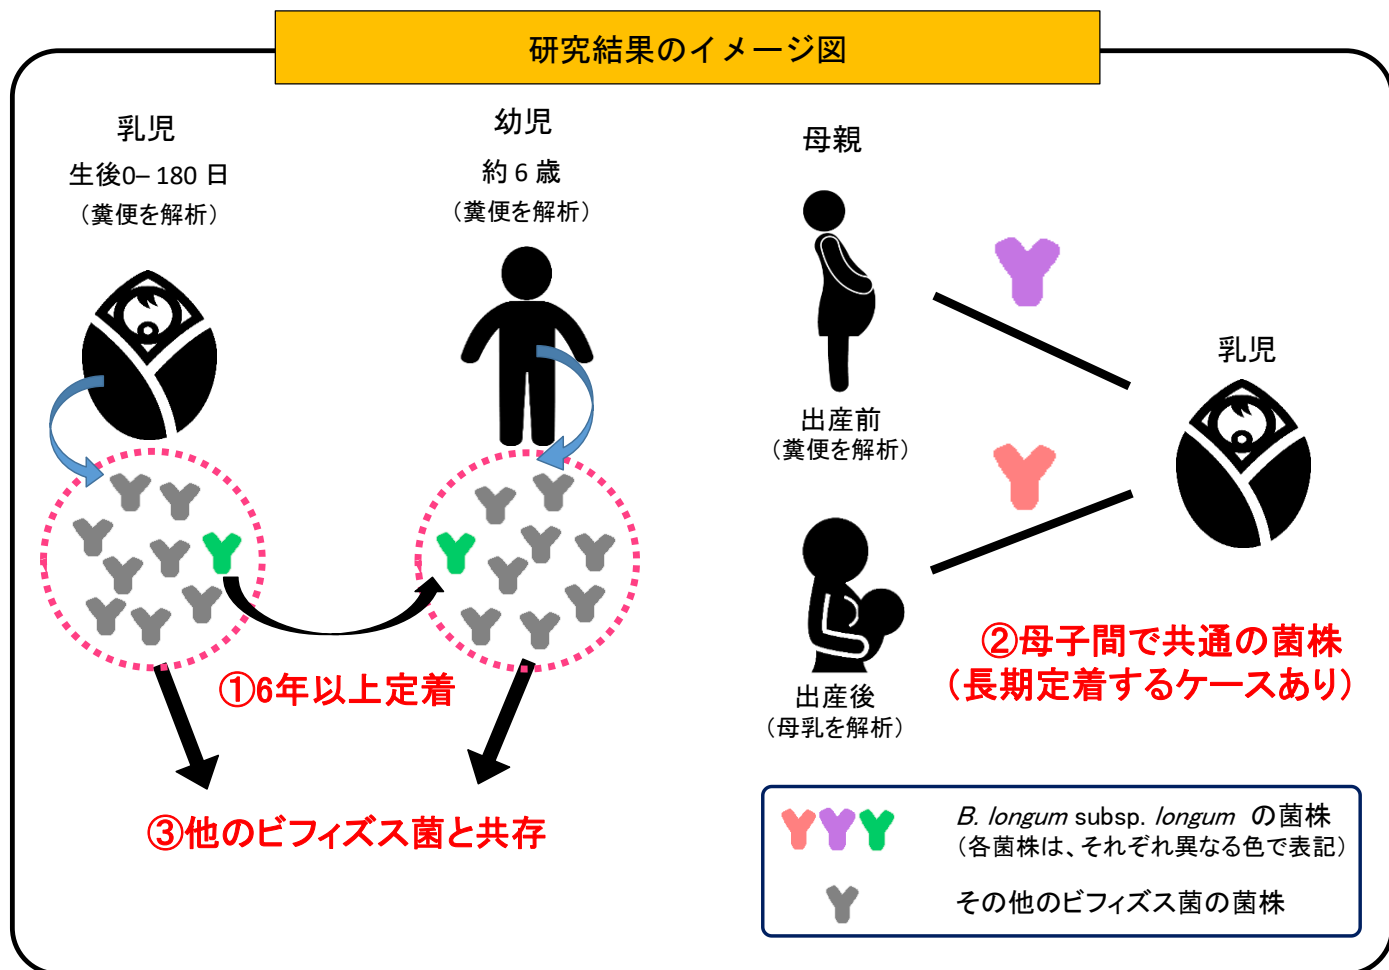 研究結果のイメージ図
乳児
生後0– 180 日
（糞便を解析）
幼児
約 6 歳
（糞便を解析）
母親
出産前
（糞便を解析）
乳児
出産後
（母乳を解析）
①6年以上定着
②母子間で共通の菌株
（長期定着するケースあり）
③他のビフィズス菌と共存
B. longum subsp. longum の菌株
（各菌株は、それぞれ異なる色で表記）
その他のビフィズス菌の菌株